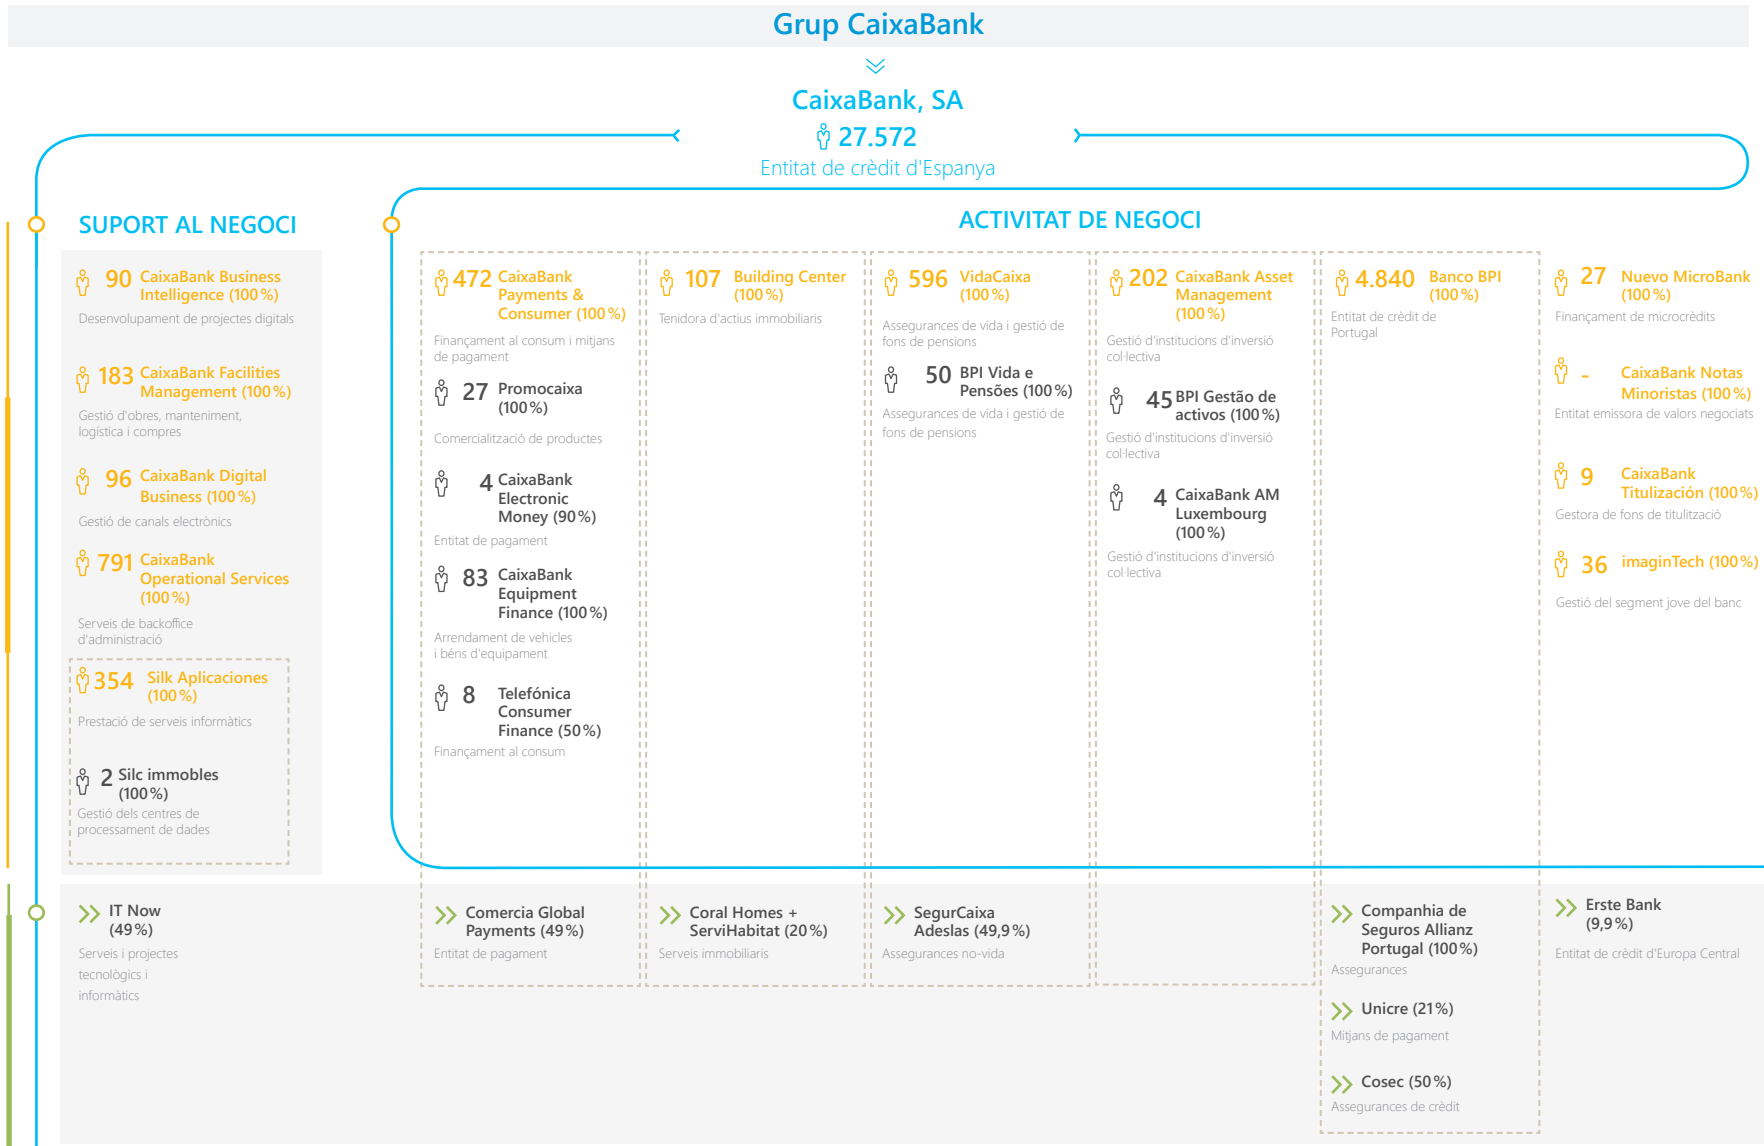 Grup CaixaBank
CaixaBank, SA
27.572
Entitat de crèdit d'Espanya
SUPORT AL NEGOCI
90 CaixaBank Business
Intelligence (100 %)
Desenvolupament de projectes digitals
183 CaixaBank Facilities
Management (100 %)
Gestió d'obres, manteniment,
logística i compres
96 CaixaBank Digital
Business (100 %)
Gestió de canals electrònics
791 CaixaBank
Operational Services
(100 %)
Serveis de backoffice
d'administració
354 Silk Aplicaciones
(100 %)
Prestació de serveis informàtics
2 Silc immobles
(100 %)
Gestió dels centres de
processament de dades
ACTIVITAT DE NEGOCI
472 CaixaBank
Payments &
Consumer (100 %)
Finançament al consum i mitjans
de pagament
27 Promocaixa
(100 %)
Comercialització de productes
4 CaixaBank
Electronic
Money (90 %)
Entitat de pagament
83 CaixaBank
Equipment
Finance (100 %)
Arrendament de vehicles
i béns d'equipament
8 Telefónica
Consumer
Finance (50 %)
Finançament al consum
107 Building Center
(100 %)
Tenidora d'actius immobiliaris
596 VidaCaixa
(100 %)
Assegurances de vida i gestió de
fons de pensions
50 BPI Vida e
Pensões (100 %)
Assegurances de vida i gestió de
fons de pensions
202 CaixaBank Asset
Management
(100 %)
Gestió d'institucions d'inversió
col·lectiva
45 BPI Gestão de
activos (100 %)
Gestió d'institucions d'inversió
col·lectiva
4 CaixaBank AM
Luxembourg
(100 %)
Gestió d'institucions d'inversió
col·lectiva
4.840 Banco BPI
(100 %)
Entitat de crèdit de
Portugal
27 Nuevo MicroBank
(100 %)
Finançament de microcrèdits
- CaixaBank Notas
Minoristas (100 %)
Entitat emissora de valors negociats
9 CaixaBank
Titulización (100 %)
Gestora de fons de titulització
36 imaginTech (100 %)
Gestió del segment jove del banc
IT Now
(49 %)
Serveis i projectes
tecnològics i
informàtics
Comercia Global
Payments (49 %)
Entitat de pagament
Coral Homes +
ServiHabitat (20 %)
Serveis immobiliaris
SegurCaixa
Adeslas (49,9 %)
Assegurances no-vida
Companhia de
Seguros Allianz
Portugal (100 %)
Assegurances
Unicre (21 %)
Mitjans de pagament
Cosec (50 %)
Assegurances de crèdit
Erste Bank
(9,9 %)
Entitat de crèdit d'Europa Central